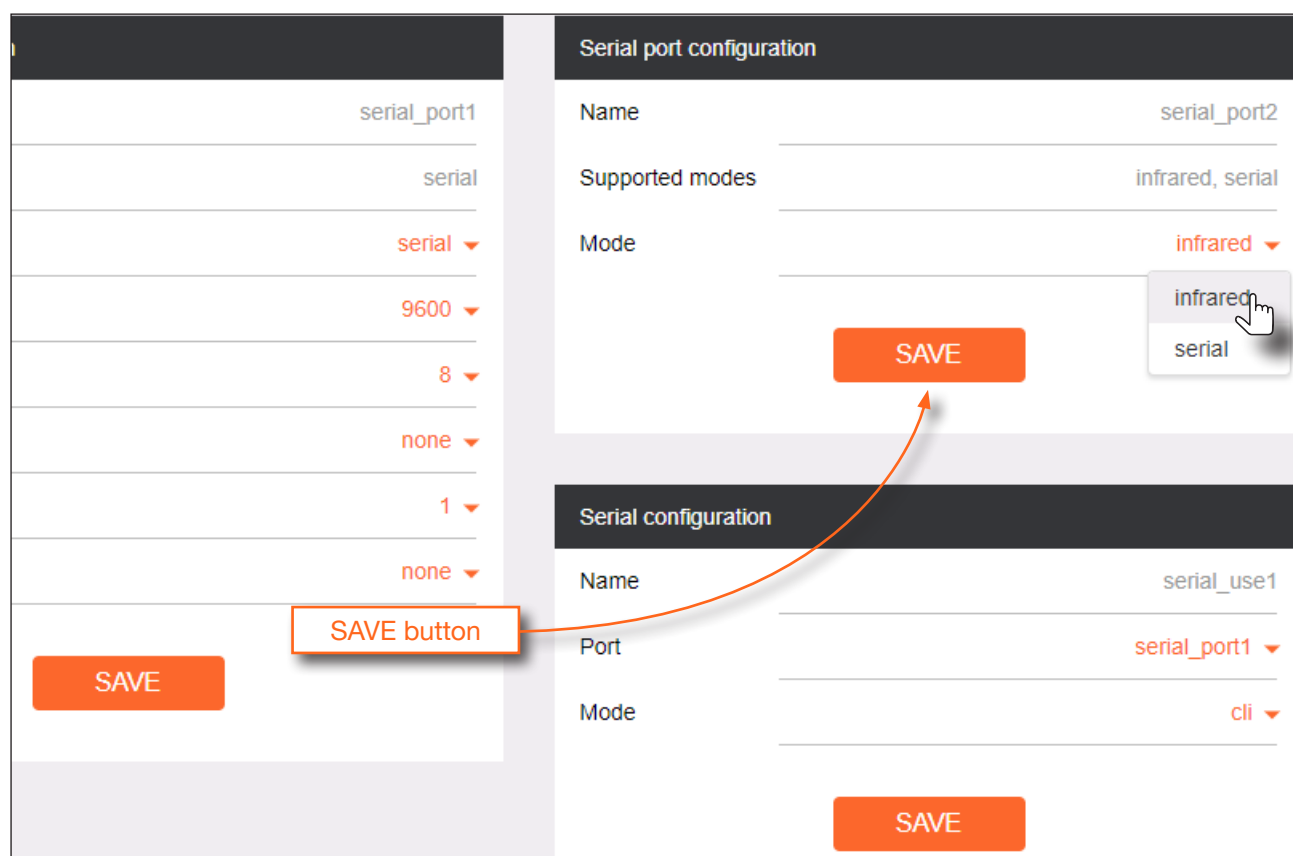 serial_port1
serial
serial
9600
8
none
1
none
SAVE
SAVE button
Serial port configuration
Name serial_port2
Supported modes infrared, serial
Mode infrared
infrared
serial
SAVE
Serial configuration
Name serial_use1
Port serial_port1
Mode cli
SAVE